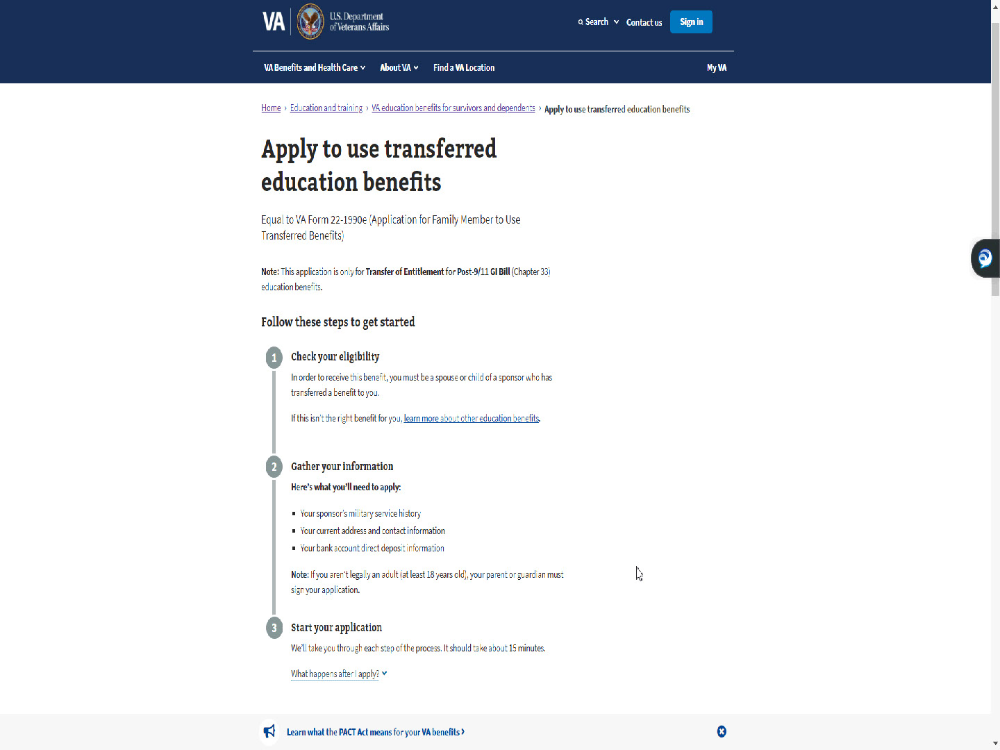 VA
U.S. Department
of Veterans Affairs
Search
Contact us
Sign in
VA Benefits and Health Care
About VA
Find a VA Location
My VA
Home › Education and training › VA education benefits for survivors and dependents › Apply to use transferred education benefits
Apply to use transferred
education benefits
Equal to VA Form 22-1990e (Application for Family Member to Use
Transferred Benefits)
Note: This application is only for Transfer of Entitlement for Post-9/11 GI Bill (Chapter 33)
education benefits.
Follow these steps to get started
1 Check your eligibility
In order to receive this benefit, you must be a spouse or child of a sponsor who has
transferred a benefit to you.
If this isn't the right benefit for you, learn more about other education benefits.
2 Gather your information
Here's what you'll need to apply:
Your sponsor's military service history
Your current address and contact information
Your bank account direct deposit information
Note: If you aren't legally an adult (at least 18 years old), your parent or guardian must
sign your application.
3 Start your application
We'll take you through each step of the process. It should take about 15 minutes.
What happens after I apply?
Learn what the PACT Act means for your VA benefits